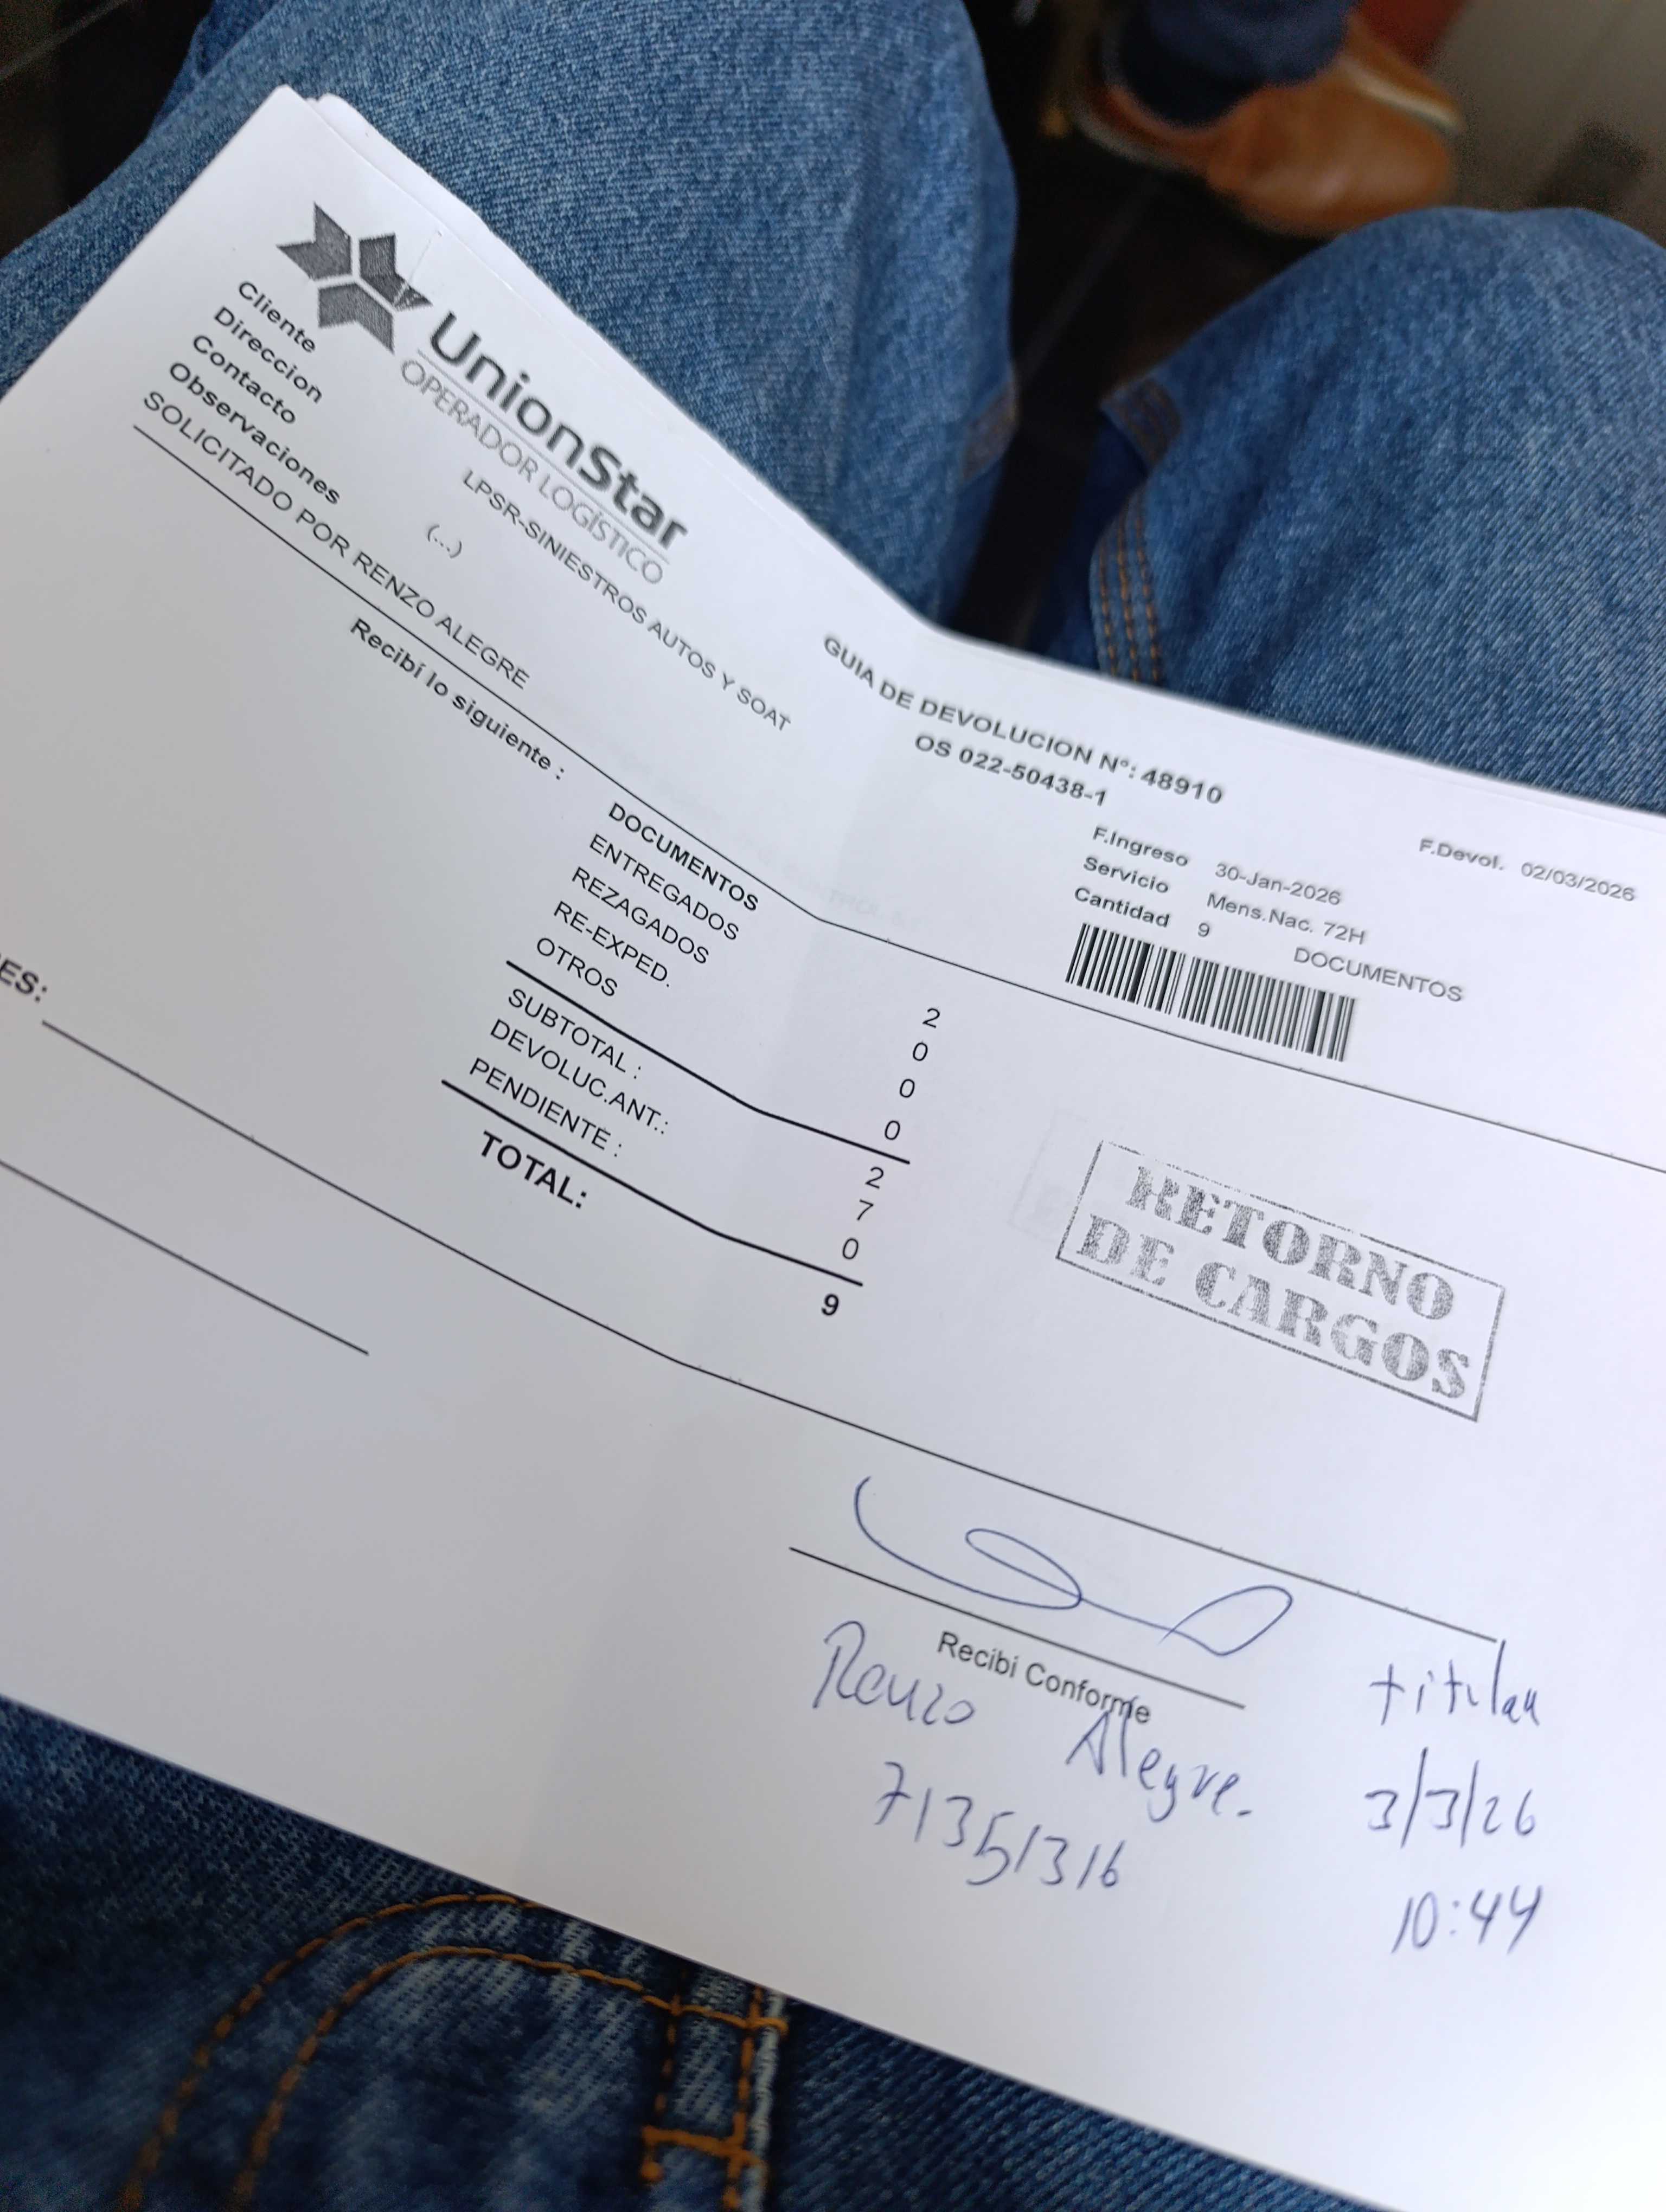 UnionStar
OPERADOR LOGÍSTICO
GUIA DE DEVOLUCION N°: 48910
OS 022-50438-1
F.Devol. 02/03/2026
Cliente LPSR-SINIESTROS AUTOS Y SOAT
Direccion
Contacto (...)
Observaciones
SOLICITADO POR RENZO ALEGRE
F.Ingreso 30-Jan-2026
Servicio Mens.Nac. 72H
Cantidad 9 DOCUMENTOS
Recibí lo siguiente :
DOCUMENTOS
ENTREGADOS 2
REZAGADOS 0
RE-EXPED. 0
OTROS 0
SUBTOTAL : 2
DEVOLUC.ANT.: 7
PENDIENTE : 0
TOTAL: 9
RETORNO
DE CARGOS
ES:
Recibi Conforme
Renzo Alegre.
71351316
titular
3/3/26
10:44